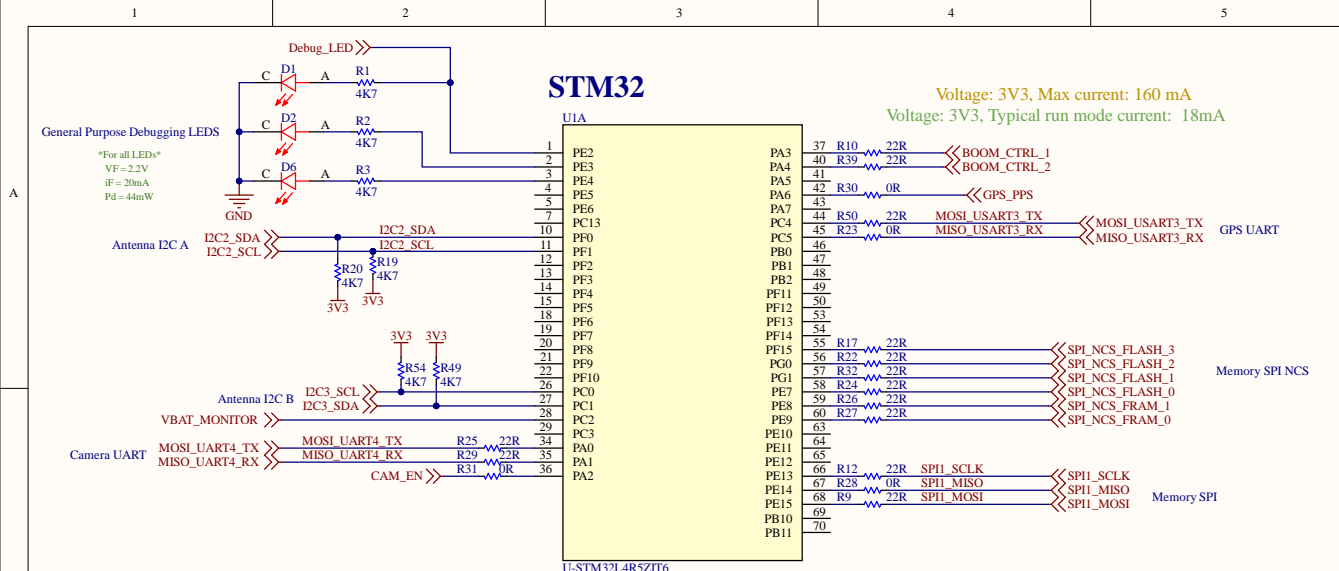 1 2 3 4 5
A
Debug_LED
STM32
Voltage: 3V3, Max current: 160 mA
Voltage: 3V3, Typical run mode current: 18mA
General Purpose Debugging LEDS
*For all LEDs*
VF = 2.2V
iF = 20mA
Pd = 44mW
C D1 A R1 4K7
C D2 A R2 4K7
C D6 A R3 4K7
GND
Antenna I2C A
I2C2_SDA I2C2_SDA
I2C2_SCL I2C2_SCL
R20 4K7 3V3
R19 4K7 3V3
3V3 3V3
R54 4K7
R49 4K7
Antenna I2C B
I2C3_SCL
I2C3_SDA
VBAT_MONITOR
Camera UART
MOSI_UART4_TX MOSI_UART4_TX R25 22R
MISO_UART4_RX MISO_UART4_RX R29 22R
CAM_EN R31 0R
U1A
1 PE2
2 PE3
3 PE4
4 PE5
5 PE6
7 PC13
10 PF0
11 PF1
12 PF2
13 PF3
14 PF4
15 PF5
18 PF6
19 PF7
20 PF8
21 PF9
22 PF10
26 PC0
27 PC1
28 PC2
29 PC3
34 PA0
35 PA1
36 PA2
PA3 37 R10 22R BOOM_CTRL_1
PA4 40 R39 22R BOOM_CTRL_2
PA5 41
PA6 42 R30 0R GPS_PPS
PA7 43
PC4 44 R50 22R MOSI_USART3_TX MOSI_USART3_TX
PC5 45 R23 0R MISO_USART3_RX MISO_USART3_RX
GPS UART
PB0 46
PB1 47
PB2 48
PF11 49
PF12 50
PF13 53
PF14 54
PF15 55 R17 22R SPI_NCS_FLASH_3
PG0 56 R22 22R SPI_NCS_FLASH_2
PG1 57 R32 22R SPI_NCS_FLASH_1
PE7 58 R24 22R SPI_NCS_FLASH_0
PE8 59 R26 22R SPI_NCS_FRAM_1
PE9 60 R27 22R SPI_NCS_FRAM_0
Memory SPI NCS
PE10 63
PE11 64
PE12 65
PE13 66 R12 22R SPI1_SCLK SPI1_SCLK
PE14 67 R28 0R SPI1_MISO SPI1_MISO
PE15 68 R9 22R SPI1_MOSI SPI1_MOSI
Memory SPI
PB10 69
PB11 70
U-STM32L4R5ZIT6